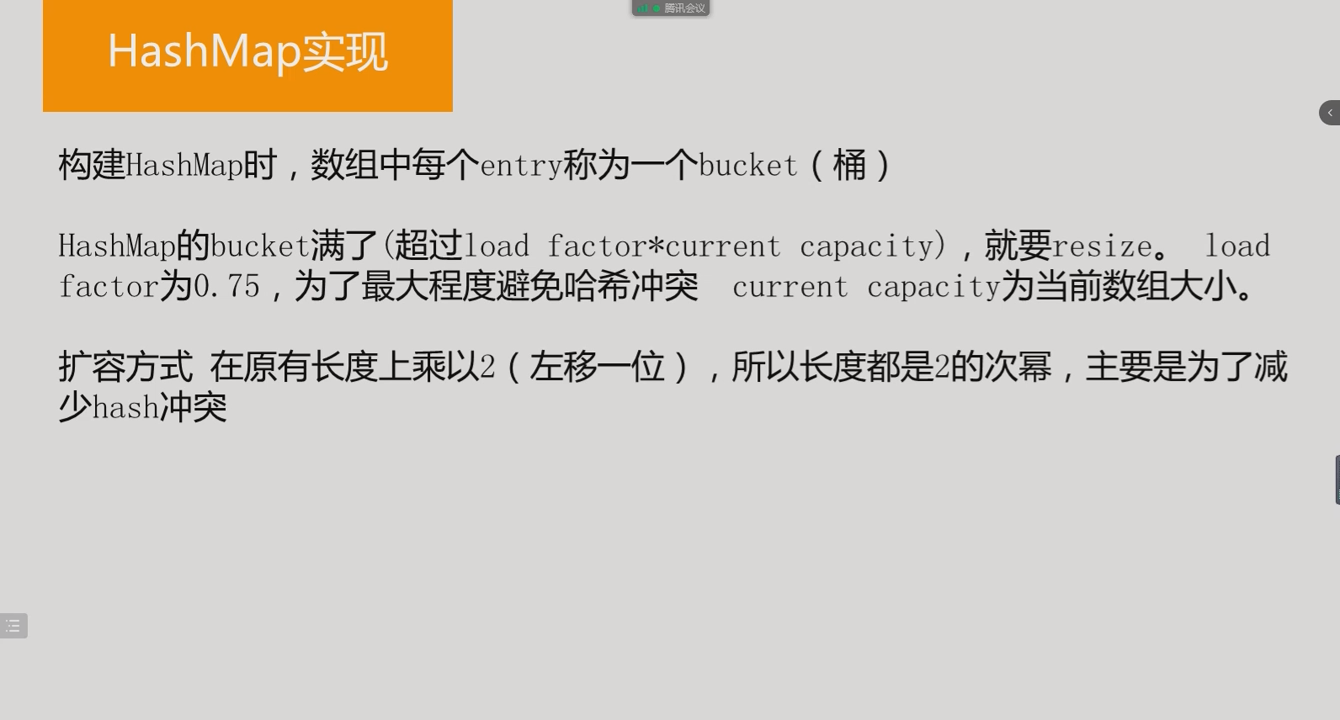 腾讯会议
HashMap实现
构建HashMap时，数组中每个entry称为一个bucket（桶）
HashMap的bucket满了(超过load factor*current capacity)，就要resize。 load
factor为0.75，为了最大程度避免哈希冲突 current capacity为当前数组大小。
扩容方式 在原有长度上乘以2（左移一位），所以长度都是2的次幂，主要是为了减
少hash冲突